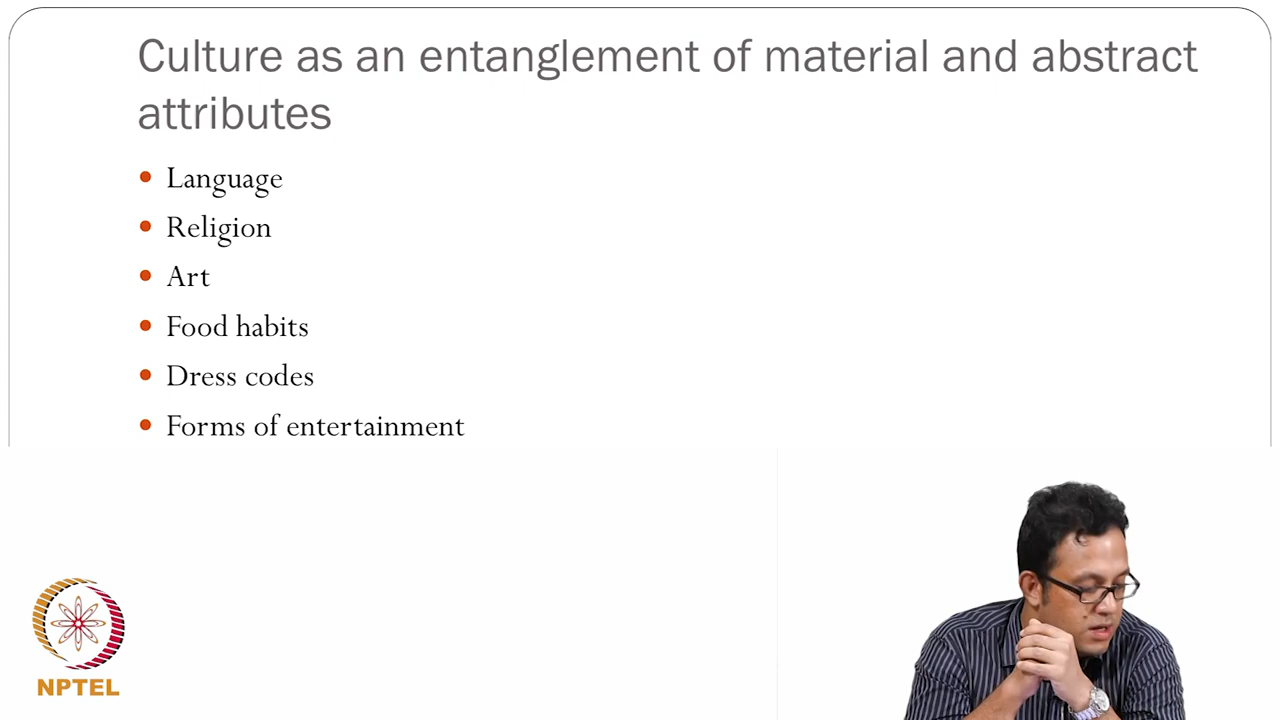 Culture as an entanglement of material and abstract
attributes
Language
Religion
Art
Food habits
Dress codes
Forms of entertainment
NPTEL